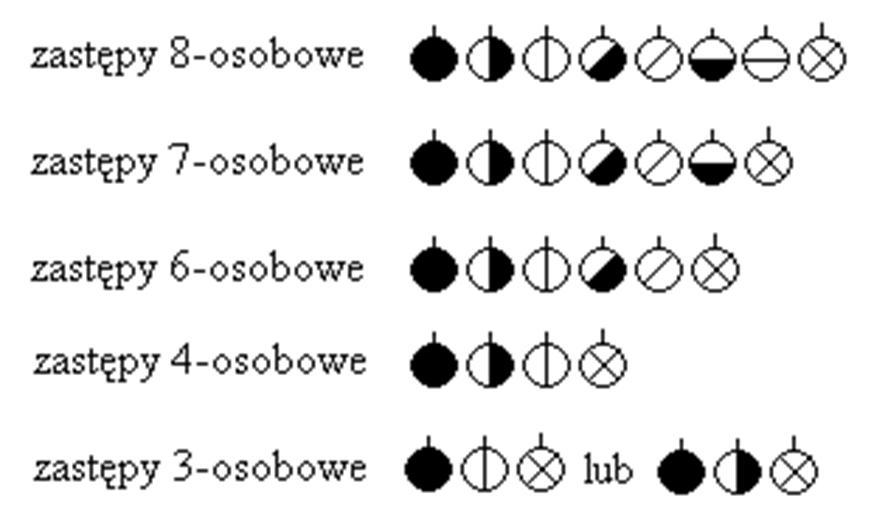 zastępy 8-osobowe
zastępy 7-osobowe
zastępy 6-osobowe
zastępy 4-osobowe
zastępy 3-osobowe lub